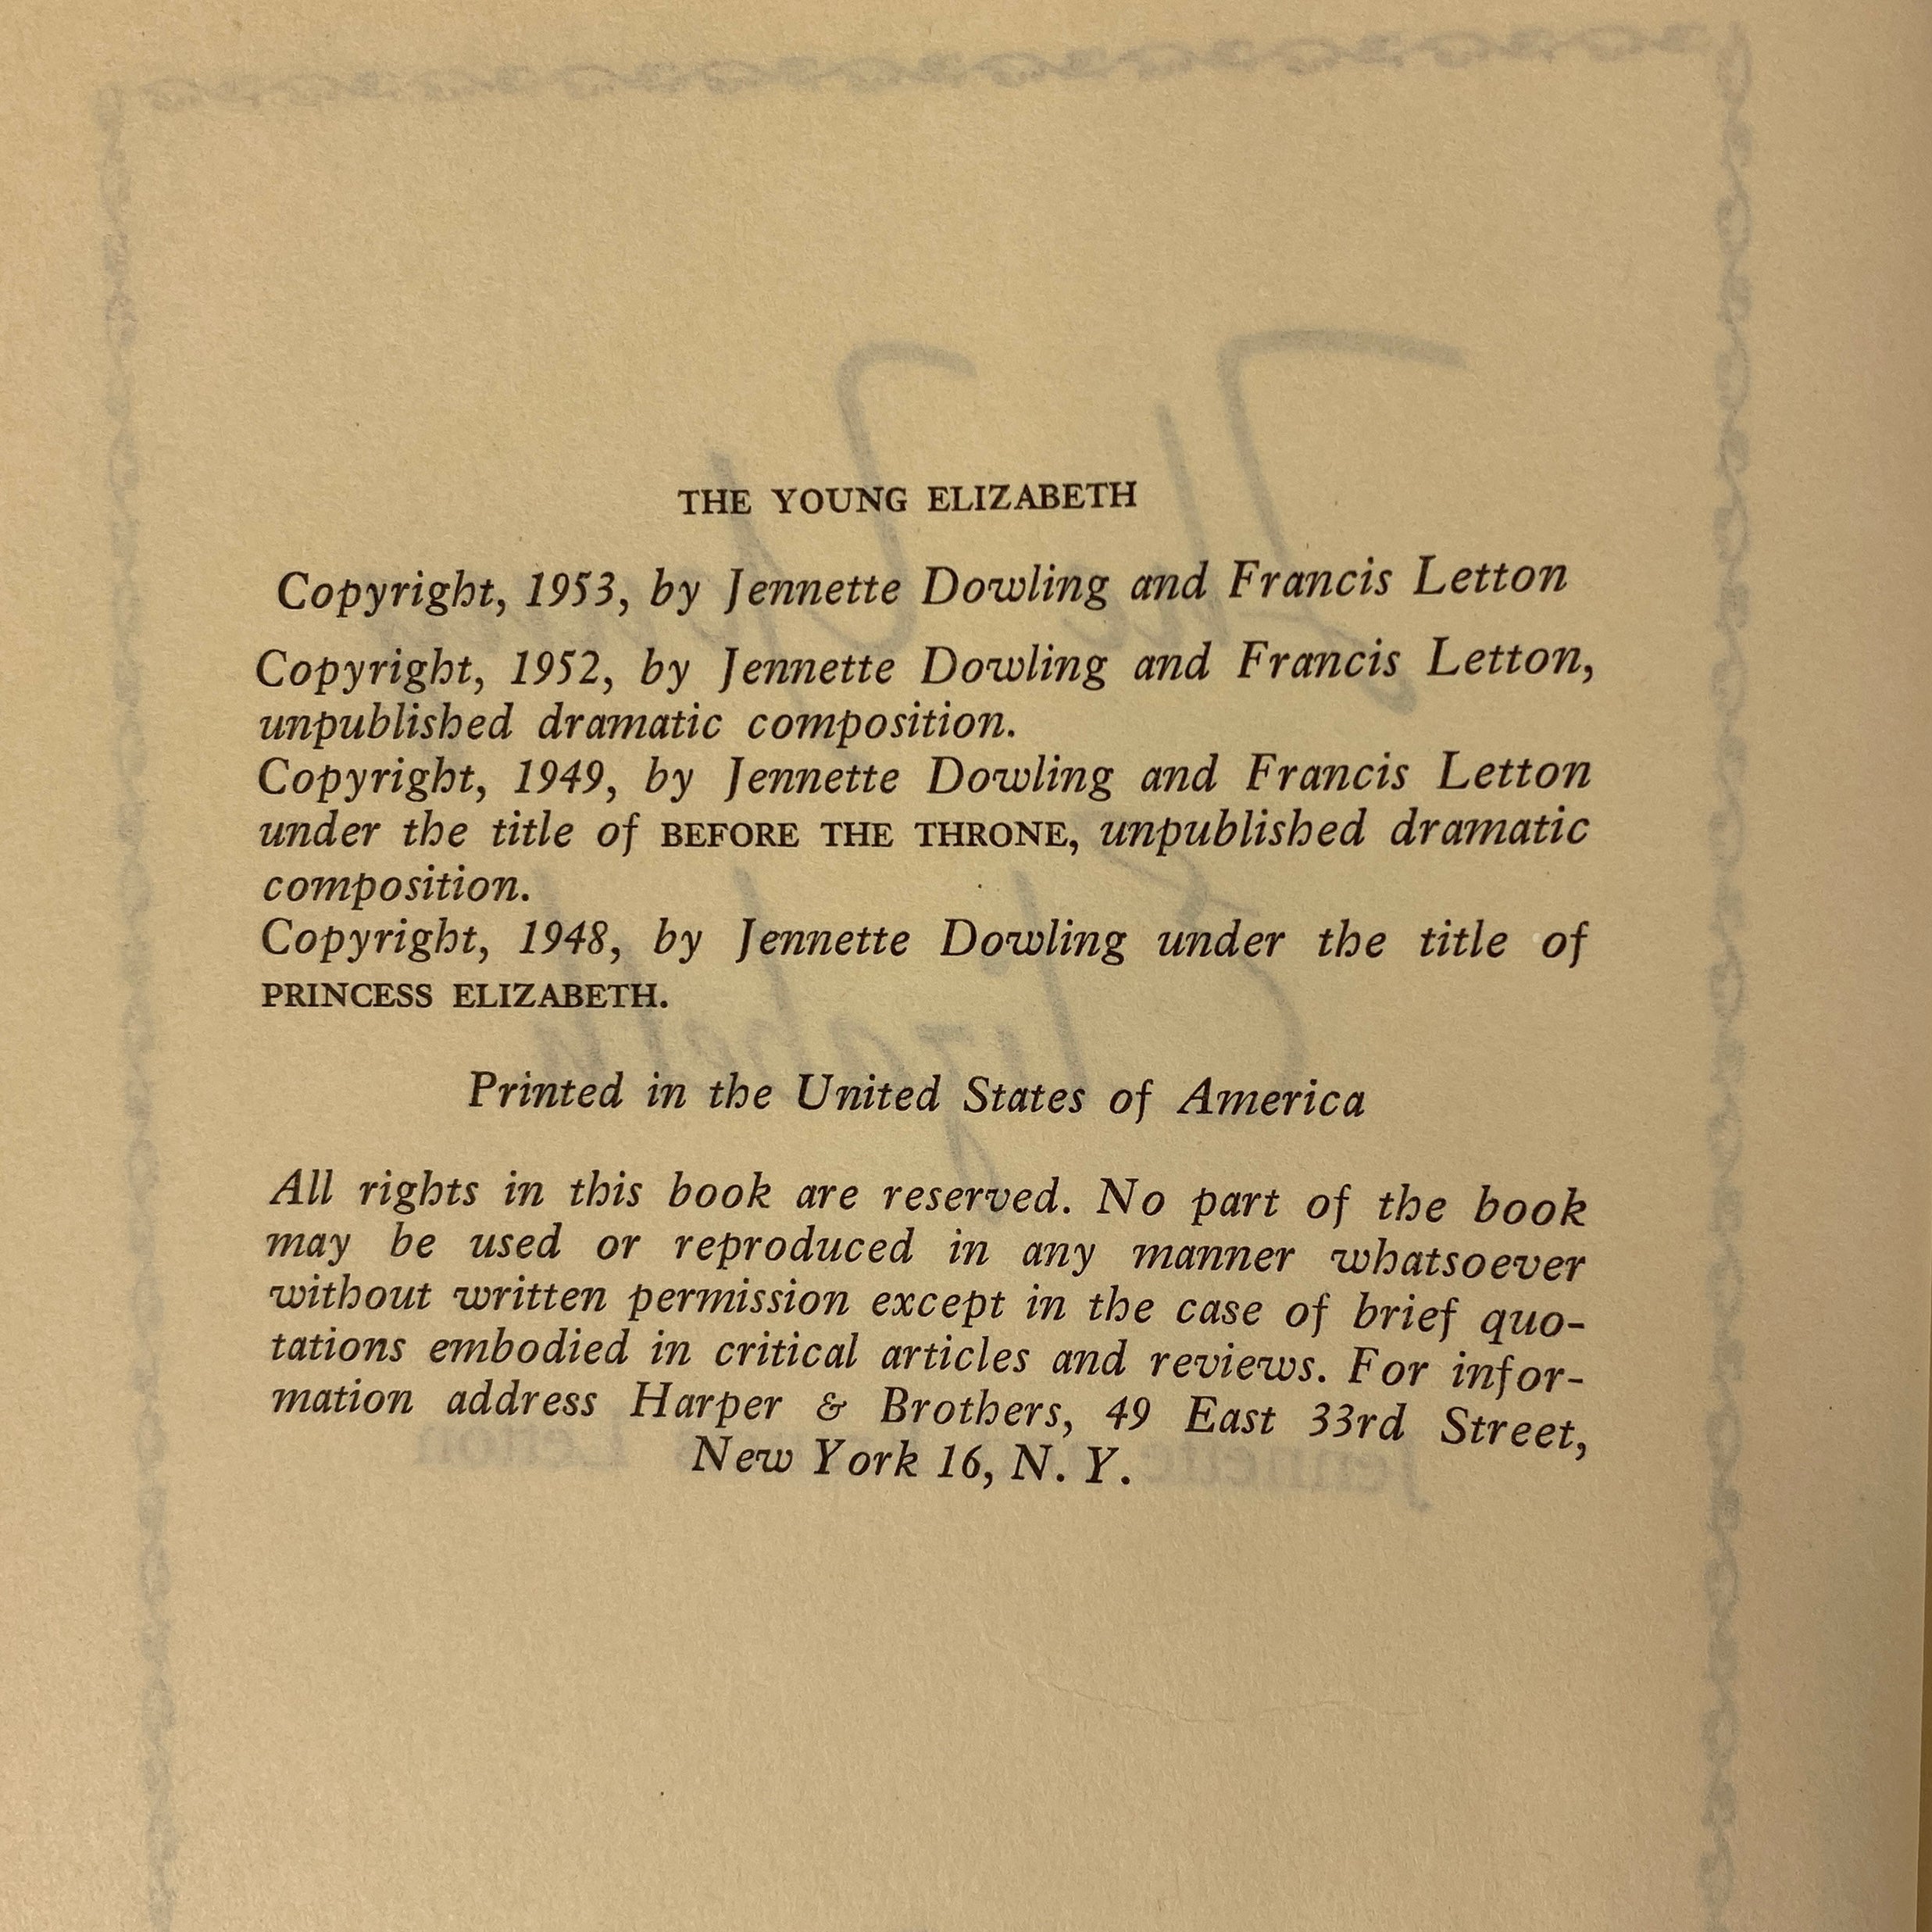 THE YOUNG ELIZABETH
Copyright, 1953, by Jennette Dowling and Francis Letton
Copyright, 1952, by Jennette Dowling and Francis Letton,
unpublished dramatic composition.
Copyright, 1949, by Jennette Dowling and Francis Letton
under the title of BEFORE THE THRONE, unpublished dramatic
composition.
Copyright, 1948, by Jennette Dowling under the title of
PRINCESS ELIZABETH.
Printed in the United States of America
All rights in this book are reserved. No part of the book
may be used or reproduced in any manner whatsoever
without written permission except in the case of brief quo-
tations embodied in critical articles and reviews. For infor-
mation address Harper & Brothers, 49 East 33rd Street,
New York 16, N. Y.